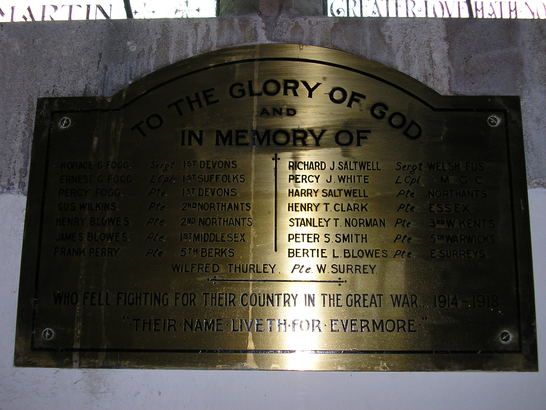 MARTIN
GREATER LOVE HATH NO
TO THE GLORY OF GOD
AND
IN MEMORY OF
HORACE G FOGG Sergt 1ST DEVONS
ERNEST G FOGG L/Cpl 1ST SUFFOLKS
PERCY FOGG Pte 1ST DEVONS
GUS WILKINS Pte 2ND NORTHANTS
HENRY BLOWES Pte 2ND NORTHANTS
JAMES BLOWES Pte 1ST MIDDLESEX
FRANK PERRY Pte 5TH BERKS
RICHARD J. SALTWELL Sergt WELSH FUS
PERCY J. WHITE L/Cpl M. G. C
HARRY SALTWELL Pte NORTHANTS
HENRY T. CLARK Pte ESSEX
STANLEY T. NORMAN Pte 3RD W. KENTS
PETER S. SMITH Pte WARWICKS
BERTIE L. BLOWES Pte E. SURREYS
WILFRED THURLEY. Pte. W. SURREY
WHO FELL FIGHTING FOR THEIR COUNTRY IN THE GREAT WAR. 1914-1918
"THEIR·NAME·LIVETH·FOR·EVERMORE"